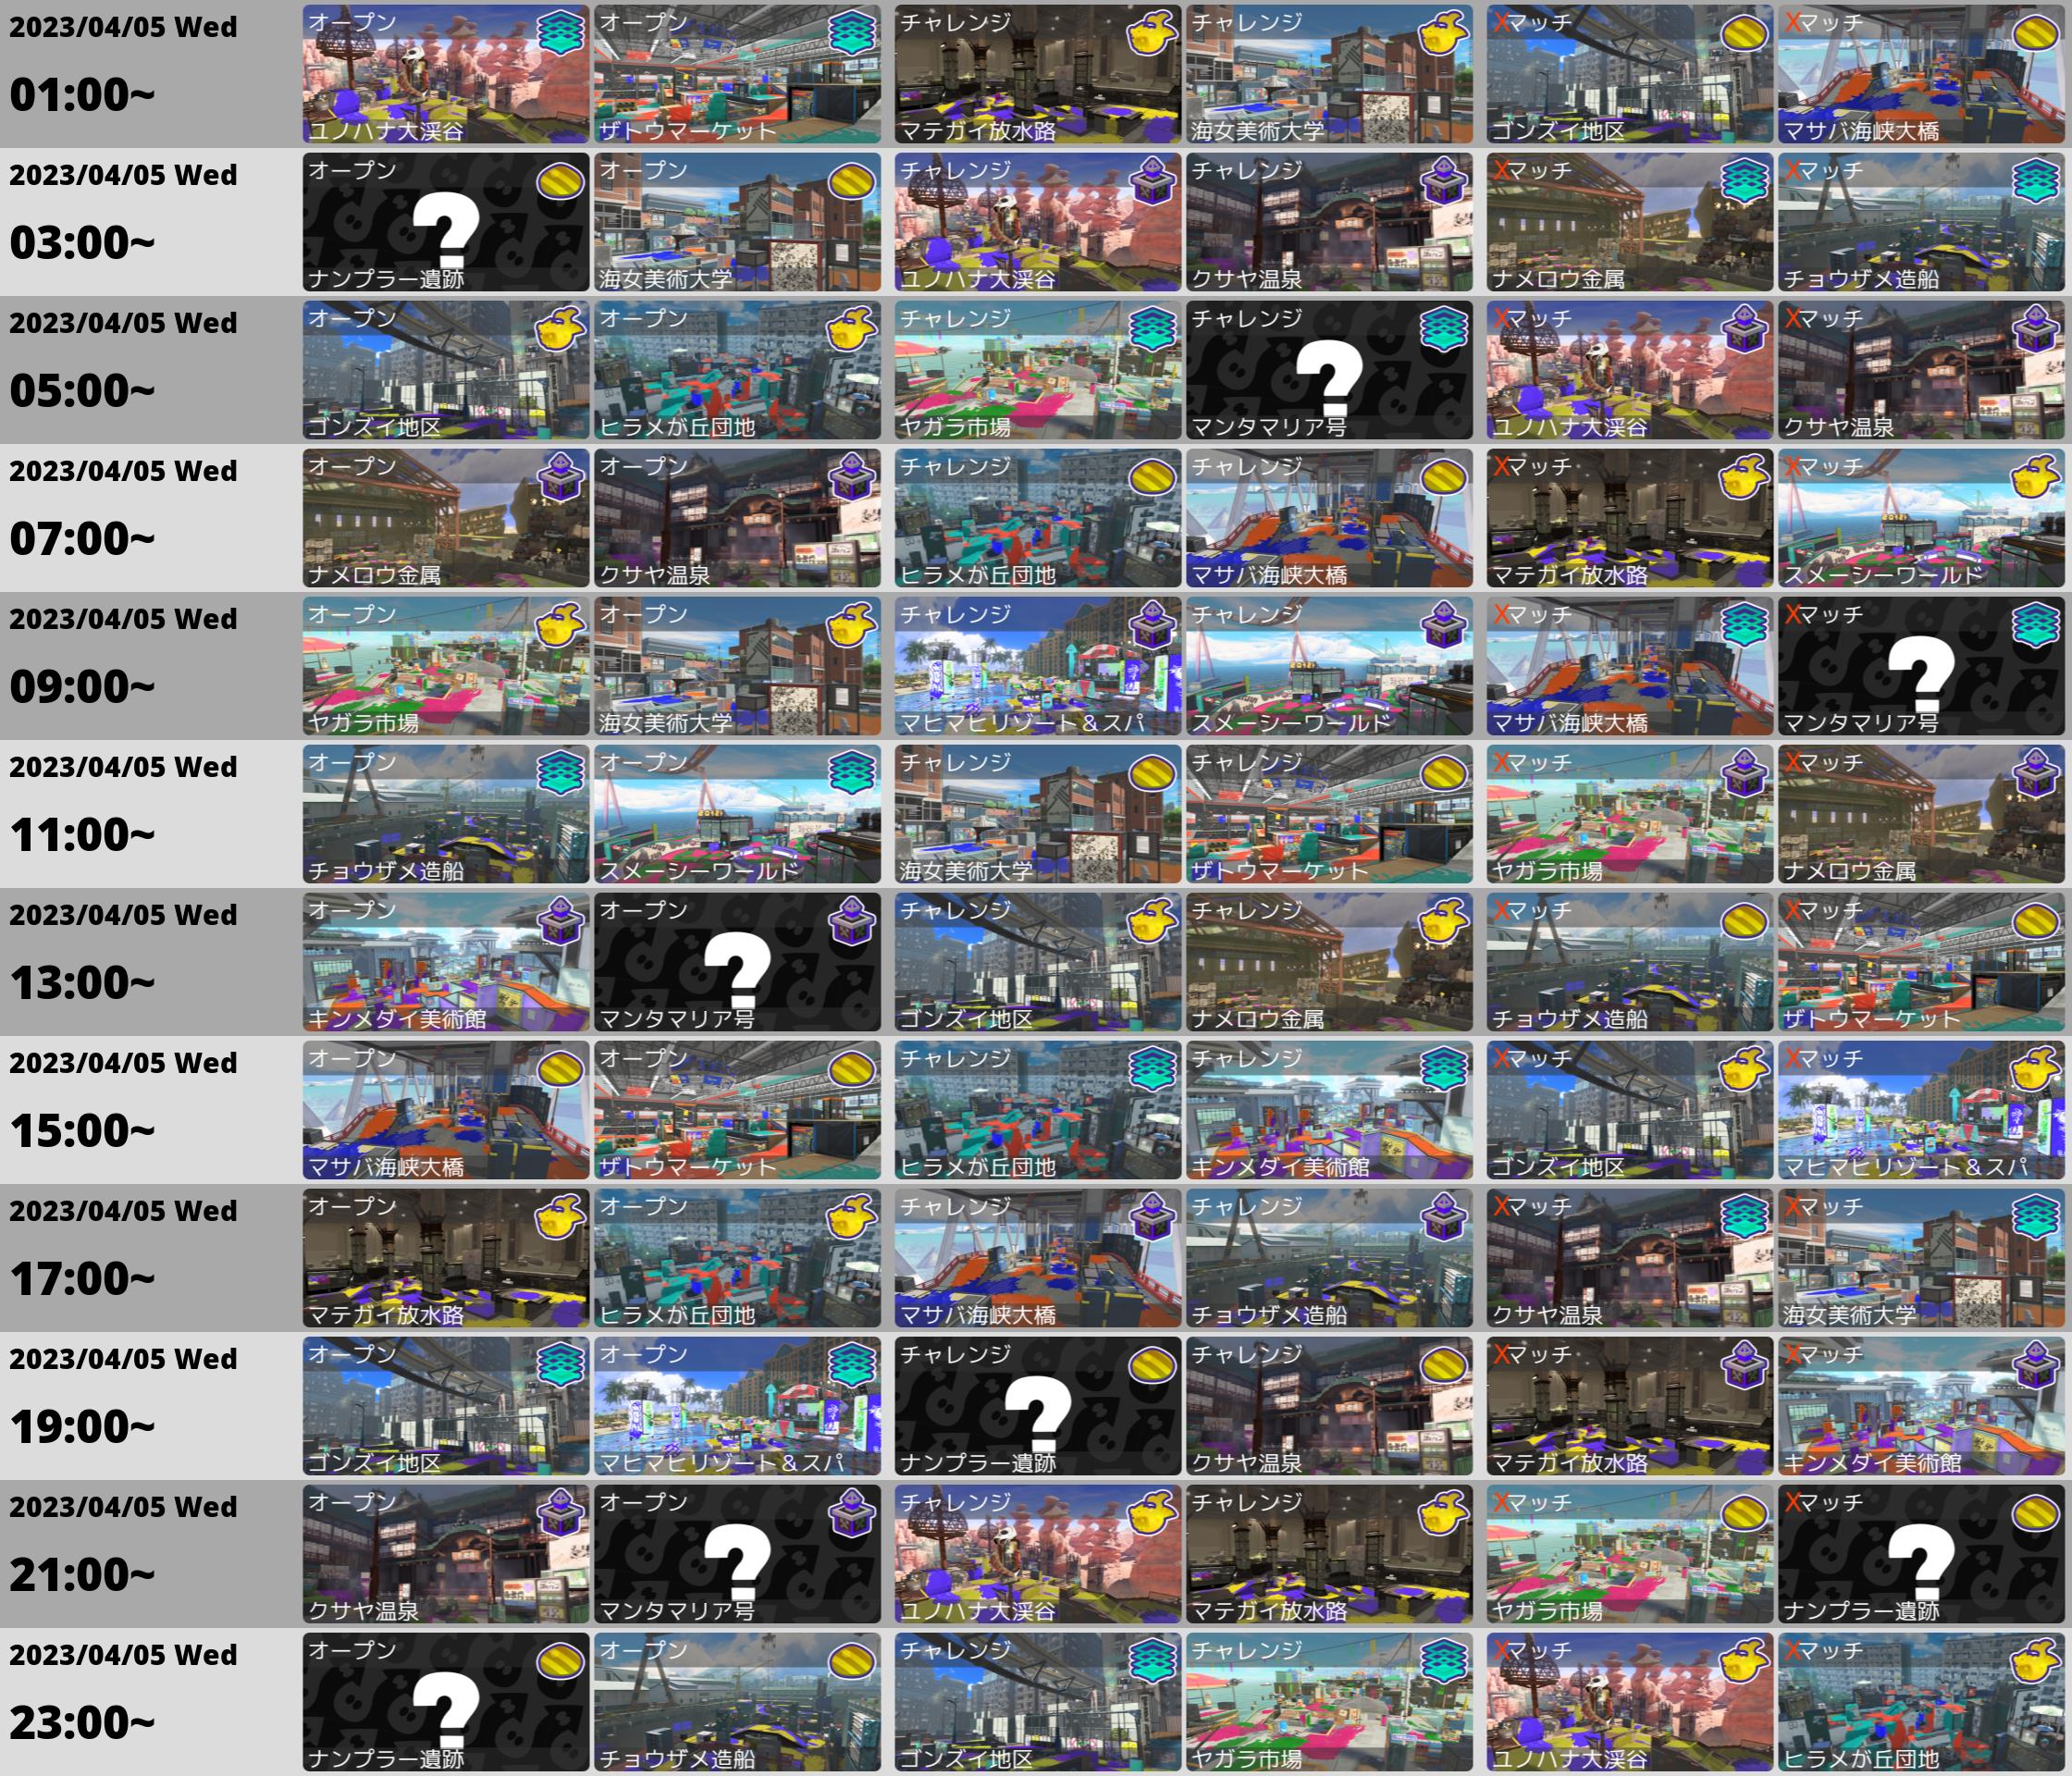 2023/04/05 Wed
01:00~
オープン
ユノハナ大渓谷
オープン
ザトウマーケット
チャレンジ
マテガイ放水路
チャレンジ
海女美術大学
Xマッチ
ゴンズイ地区
Xマッチ
マサバ海峡大橋
2023/04/05 Wed
03:00~
オープン
?
ナンプラー遺跡
オープン
海女美術大学
チャレンジ
ユノハナ大渓谷
チャレンジ
クサヤ温泉
Xマッチ
ナメロウ金属
Xマッチ
チョウザメ造船
2023/04/05 Wed
05:00~
オープン
ゴンズイ地区
オープン
ヒラメが丘団地
チャレンジ
ヤガラ市場
チャレンジ
?
マンタマリア号
Xマッチ
ユノハナ大渓谷
Xマッチ
クサヤ温泉
2023/04/05 Wed
07:00~
オープン
ナメロウ金属
オープン
クサヤ温泉
チャレンジ
ヒラメが丘団地
チャレンジ
マサバ海峡大橋
Xマッチ
マテガイ放水路
Xマッチ
スメーシーワールド
2023/04/05 Wed
09:00~
オープン
ヤガラ市場
オープン
海女美術大学
チャレンジ
マヒマヒリゾート＆スパ
チャレンジ
スメーシーワールド
Xマッチ
マサバ海峡大橋
Xマッチ
?
マンタマリア号
2023/04/05 Wed
11:00~
オープン
チョウザメ造船
オープン
スメーシーワールド
チャレンジ
海女美術大学
チャレンジ
ザトウマーケット
Xマッチ
ヤガラ市場
Xマッチ
ナメロウ金属
2023/04/05 Wed
13:00~
オープン
キンメダイ美術館
オープン
?
マンタマリア号
チャレンジ
ゴンズイ地区
チャレンジ
ナメロウ金属
Xマッチ
チョウザメ造船
Xマッチ
ザトウマーケット
2023/04/05 Wed
15:00~
オープン
マサバ海峡大橋
オープン
ザトウマーケット
チャレンジ
ヒラメが丘団地
チャレンジ
キンメダイ美術館
Xマッチ
ゴンズイ地区
Xマッチ
マヒマヒリゾート＆スパ
2023/04/05 Wed
17:00~
オープン
マテガイ放水路
オープン
ヒラメが丘団地
チャレンジ
マサバ海峡大橋
チャレンジ
チョウザメ造船
Xマッチ
クサヤ温泉
Xマッチ
海女美術大学
2023/04/05 Wed
19:00~
オープン
ゴンズイ地区
オープン
マヒマヒリゾート＆スパ
チャレンジ
?
ナンプラー遺跡
チャレンジ
クサヤ温泉
Xマッチ
マテガイ放水路
Xマッチ
キンメダイ美術館
2023/04/05 Wed
21:00~
オープン
クサヤ温泉
オープン
?
マンタマリア号
チャレンジ
ユノハナ大渓谷
チャレンジ
マテガイ放水路
Xマッチ
ヤガラ市場
Xマッチ
?
ナンプラー遺跡
2023/04/05 Wed
23:00~
オープン
?
ナンプラー遺跡
オープン
チョウザメ造船
チャレンジ
ゴンズイ地区
チャレンジ
ヤガラ市場
Xマッチ
ユノハナ大渓谷
Xマッチ
ヒラメが丘団地